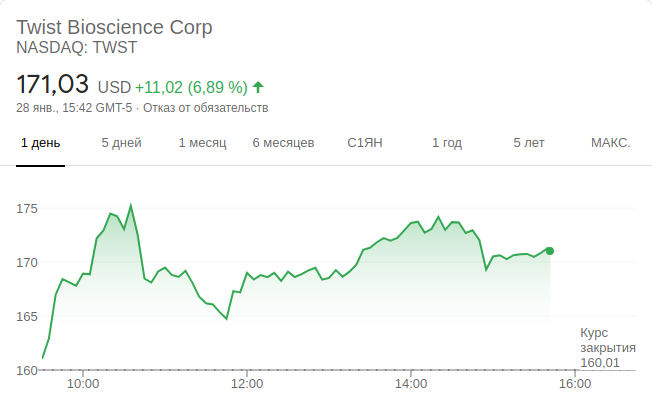 Twist Bioscience Corp
NASDAQ: TWST
171,03 USD +11,02 (6,89 %)
28 янв., 15:42 GMT-5 · Отказ от обязательств
1 день 5 дней 1 месяц 6 месяцев С1ЯН 1 год 5 лет МАКС.
175
170
165
160
Курс
закрытия
160,01
10:00 12:00 14:00 16:00